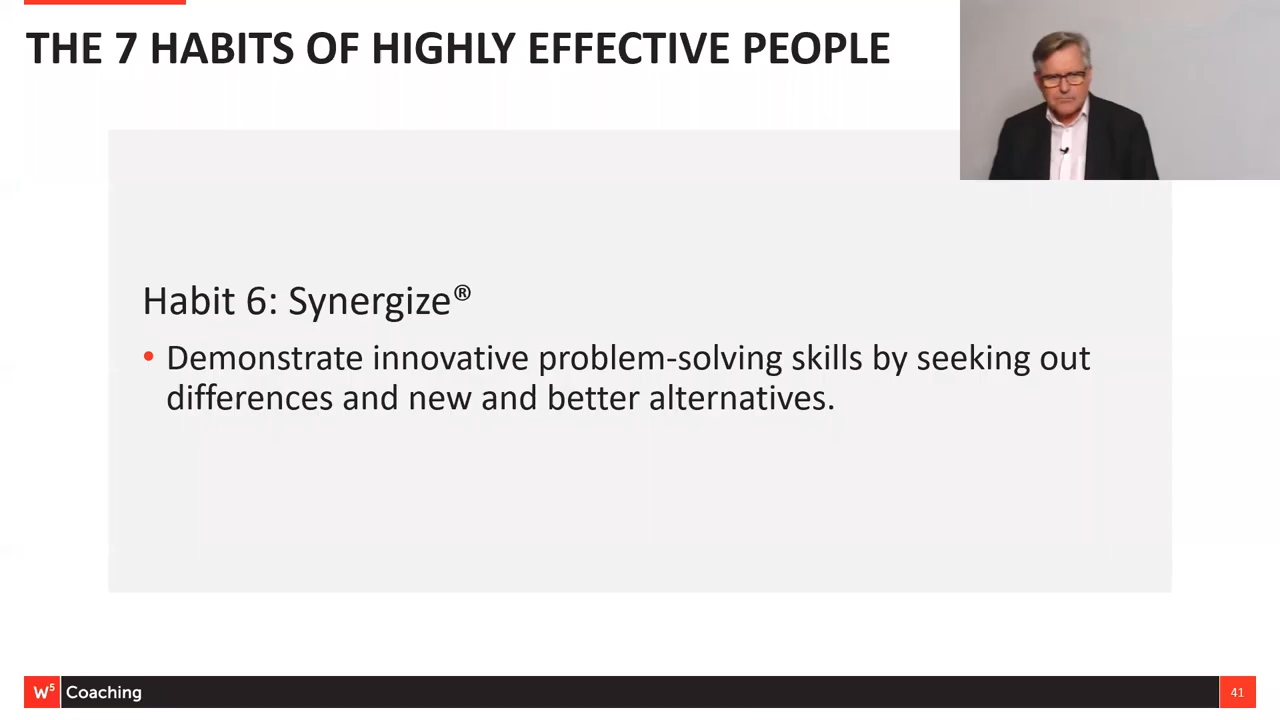 THE 7 HABITS OF HIGHLY EFFECTIVE PEOPLE
Habit 6: Synergize®
• Demonstrate innovative problem-solving skills by seeking out
differences and new and better alternatives.
W⁵ Coaching
41